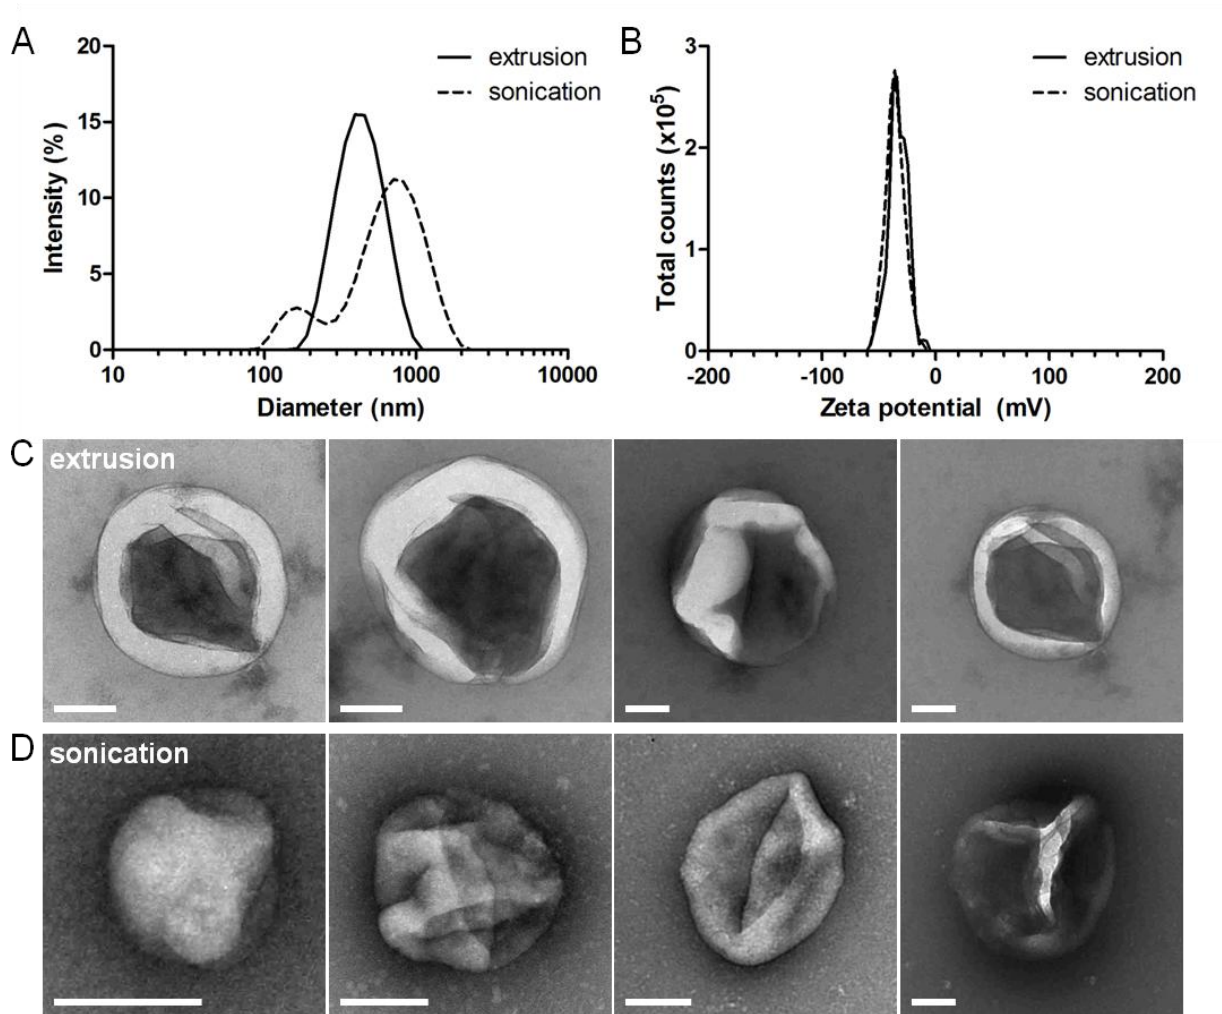 A
20
15
10
5
0
Intensity (%)
extrusion
sonication
10
100
1000
10000
Diameter (nm)
B
3
2
1
0
Total counts (x10⁵)
extrusion
sonication
-200
-100
0
100
200
Zeta potential (mV)
C
extrusion
D
sonication